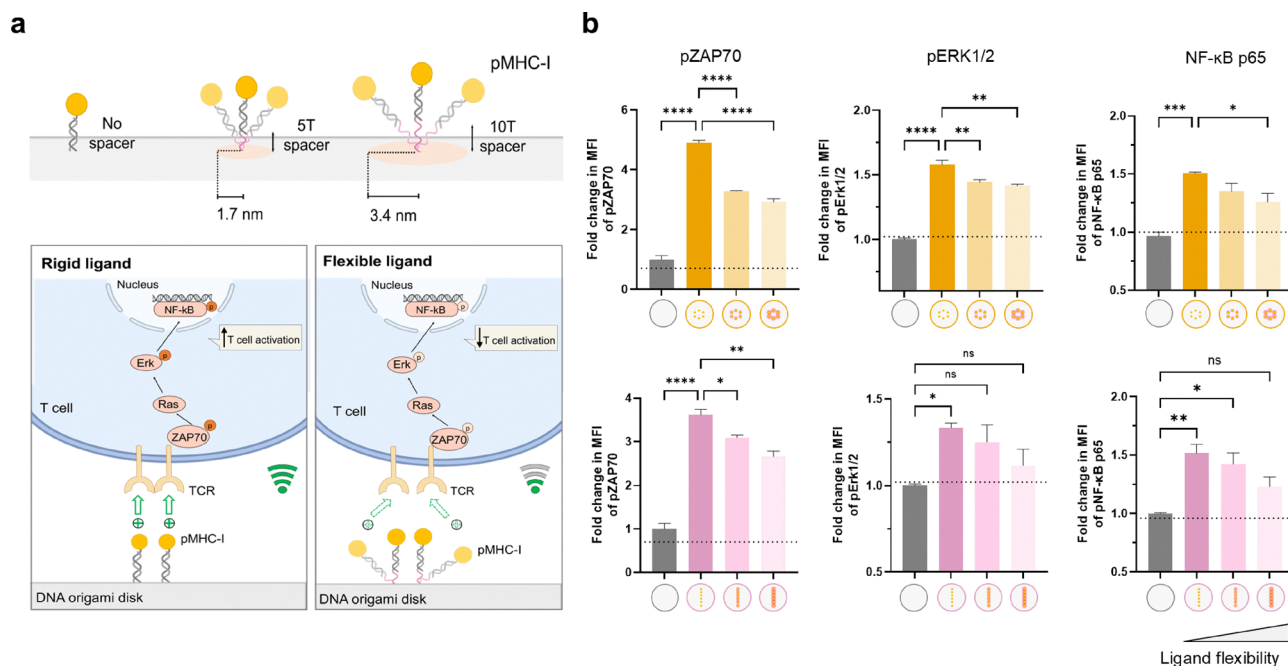 a
pMHC-I
No
spacer
5T
spacer
10T
spacer
1.7 nm
3.4 nm
Rigid ligand
Nucleus
NF-kB
p
T cell activation
Erk
p
Ras
T cell
ZAP70
p
TCR
pMHC-I
DNA origami disk
Flexible ligand
Nucleus
NF-kB
p
T cell activation
Erk
p
Ras
T cell
ZAP70
p
TCR
pMHC-I
DNA origami disk
b
pZAP70
Fold change in MFI
of pZAP70
6
4
2
0
****
****
****
pERK1/2
Fold change in MFI
of pErk1/2
1.5
1.0
**
****
**
NF-κB p65
Fold change in MFI
of pNF-κB p65
2.0
1.5
1.0
0.5
***
*
Fold change in MFI
of pZAP70
4
3
2
1
0
**
****
*
Fold change in MFI
of pErk1/2
1.5
1.0
0.5
ns
ns
*
Fold change in MFI
of pNF-κB p65
2.0
1.5
1.0
0.5
ns
*
**
Ligand flexibility